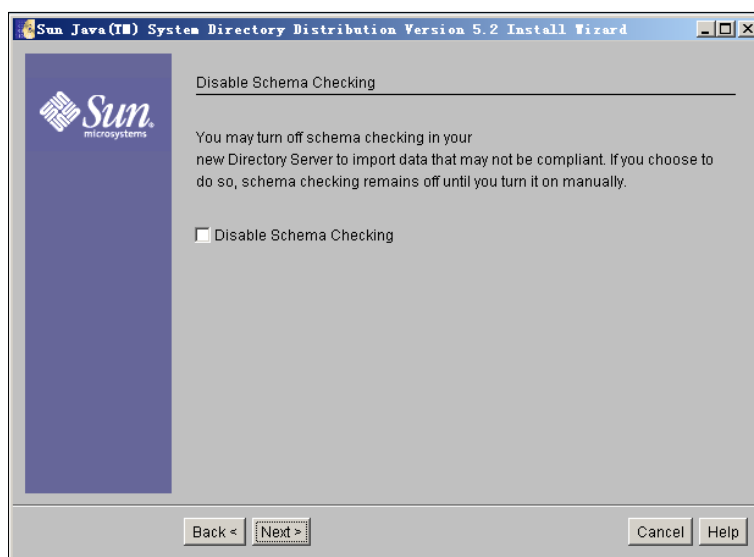 Sun Java(TM) System Directory Distribution Version 5.2 Install Wizard
Sun
microsystems
Disable Schema Checking
You may turn off schema checking in your
new Directory Server to import data that may not be compliant. If you choose to
do so, schema checking remains off until you turn it on manually.
Disable Schema Checking
Back <
Next >
Cancel
Help